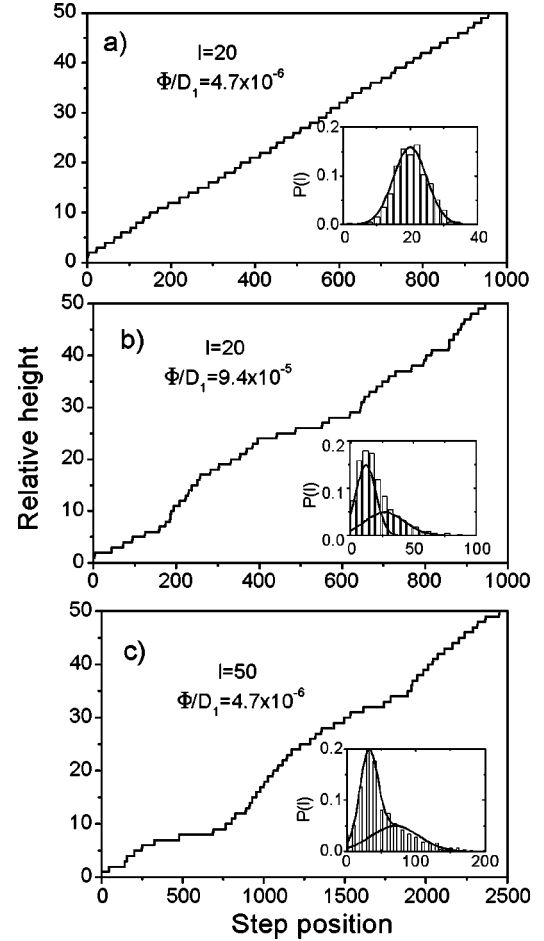 a)
l=20
Φ/D₁=4.7x10⁻⁶
50
40
30
20
10
0
0 200 400 600 800 1000
P(l)
0.2
0.1
0.0
0 20 40
b)
l=20
Φ/D₁=9.4x10⁻⁵
50
40
30
20
10
0
0 200 400 600 800 1000
P(l)
0.2
0.1
0.0
0 50 100
Relative height
c)
l=50
Φ/D₁=4.7x10⁻⁶
50
40
30
20
10
0
0 500 1000 1500 2000 2500
P(l)
0.2
0.1
0.0
0 100 200
Step position